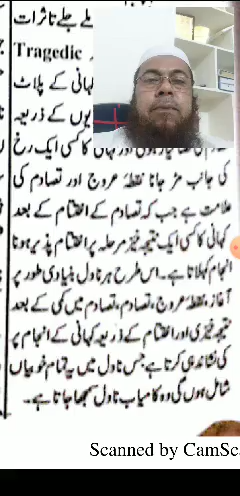 ملے جلے تاثرات
Tragedic
کہانی کے پلاٹ
یوں کے ذریعہ
کا کسی ایک رخ
کی جانب مڑ جانا نقطۂ عروج اور تصادم کی
علامت ہے جب کہ تصادم کے اختتام کے بعد
کہانی کا کسی ایک نتیجہ خیز مرحلہ پر اختتام پذیر ہونا
انجام کہلاتا ہے۔ اس طرح ہر ناول بنیادی طور پر
آغاز، نقطۂ عروج، تصادم، تصادم میں کمی کے بعد
نتیجہ خیزی اور اختتام کے ذریعہ کہانی کے انجام پر
کی نشاندہی کرتا ہے جس ناول میں یہ تمام خوبیاں
شامل ہوں گی وہ کامیاب ناول سمجھا جاتا ہے۔
Scanned by CamSc